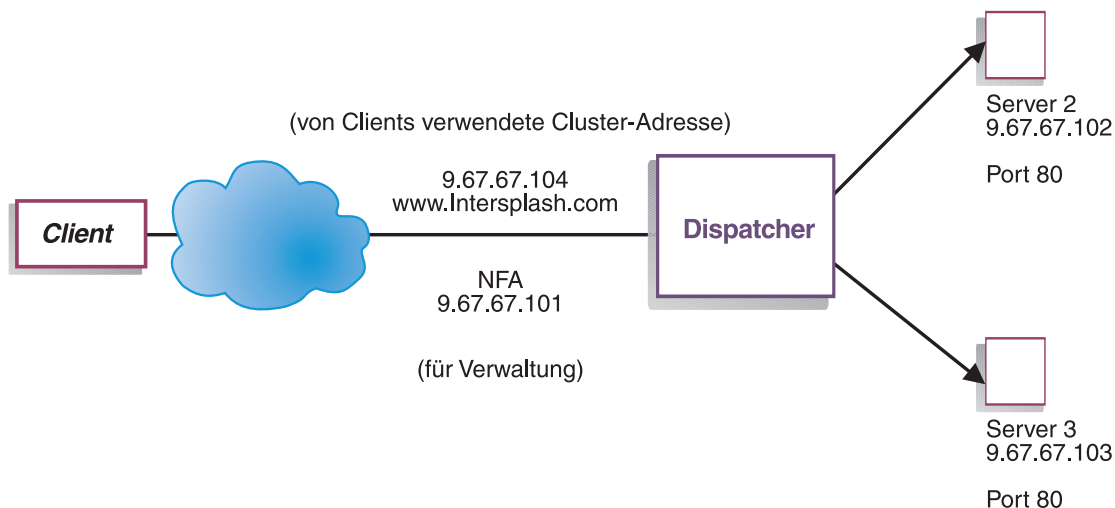 (von Clients verwendete Cluster-Adresse)
9.67.67.104
www.Intersplash.com
Client
Dispatcher
NFA
9.67.67.101
(für Verwaltung)
Server 2
9.67.67.102
Port 80
Server 3
9.67.67.103
Port 80